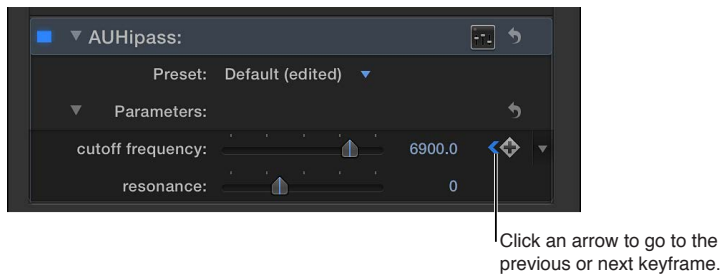 AUHipass:
Preset: Default (edited)
Parameters:
cutoff frequency: 6900.0
resonance: 0
Click an arrow to go to the
previous or next keyframe.